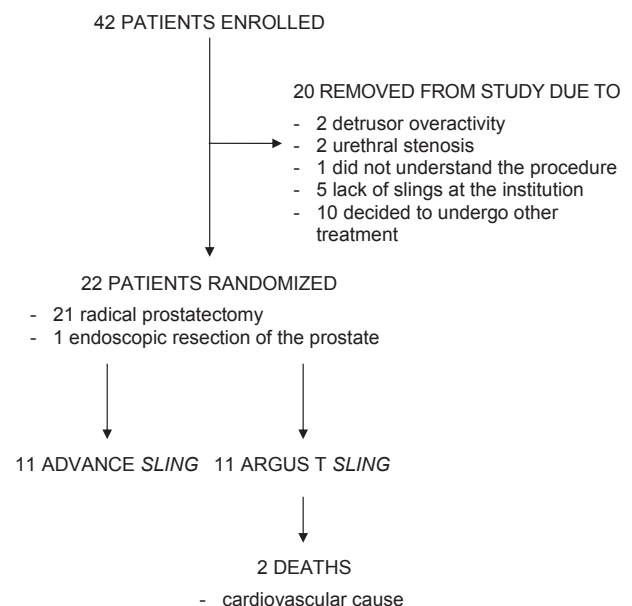 42 PATIENTS ENROLLED
20 REMOVED FROM STUDY DUE TO
- 2 detrusor overactivity
- 2 urethral stenosis
- 1 did not understand the procedure
- 5 lack of slings at the institution
- 10 decided to undergo other
treatment
22 PATIENTS RANDOMIZED
- 21 radical prostatectomy
- 1 endoscopic resection of the prostate
11 ADVANCE SLING 11 ARGUS T SLING
2 DEATHS
- cardiovascular cause